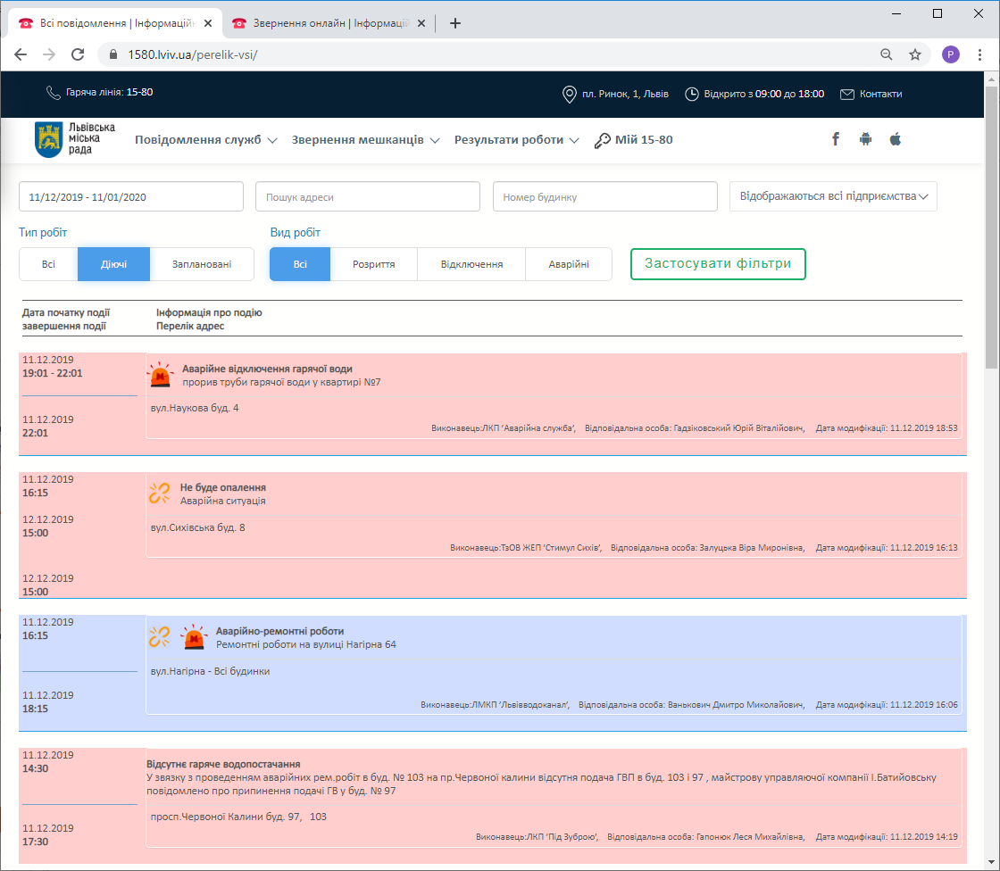 Всі повідомлення | Інформаційн
Звернення онлайн | Інформацій
1580.lviv.ua/perelik-vsi/
P
Гаряча лінія: 15-80
пл. Ринок, 1, Львів
Відкрито з 09:00 до 18:00
Контакти
Львівська
міська
рада
Повідомлення служб
Звернення мешканців
Результати роботи
Мій 15-80
11/12/2019 - 11/01/2020
Пошук адреси
Номер будинку
Відображаються всі підприємства
Тип робіт
Вид робіт
Всі
Діючі
Заплановані
Всі
Розриття
Відключення
Аварійні
Застосувати фільтри
Дата початку події
завершення події
Інформація про подію
Перелік адрес
11.12.2019
19:01 - 22:01
Аварійне відключення гарячої води
прорив труби гарячої води у квартирі №7
вул.Наукова буд. 4
11.12.2019
22:01
Виконавець:ЛКП 'Аварійна служба', Відповідальна особа: Гадзіковський Юрій Віталійович, Дата модифікації: 11.12.2019 18:53
11.12.2019
16:15
Не буде опалення
Аварійна ситуація
12.12.2019
15:00
вул.Сихівська буд. 8
Виконавець:ТзОВ ЖЕП 'Стимул Сихів', Відповідальна особа: Залуцька Віра Миронівна, Дата модифікації: 11.12.2019 16:13
12.12.2019
15:00
11.12.2019
16:15
Аварійно-ремонтні роботи
Ремонтні роботи на вулиці Нагірна 64
вул.Нагірна - Всі будинки
11.12.2019
18:15
Виконавець:ЛМКП 'Львівводоканал', Відповідальна особа: Ванькович Дмитро Миколайович, Дата модифікації: 11.12.2019 16:06
11.12.2019
14:30
Відсутнє гаряче водопостачання
У звязку з проведенням аварійних рем.робіт в буд. № 103 на пр.Червоної калини відсутня подача ГВП в буд. 103 і 97 , майстрову управляючої компанії І.Батийовську
повідомлено про припинення подачі ГВ у буд. № 97
просп.Червоної Калини буд. 97, 103
11.12.2019
17:30
Виконавець:ЛКП 'Під Зуброю', Відповідальна особа: Гапонюк Леся Михайлівна, Дата модифікації: 11.12.2019 14:19